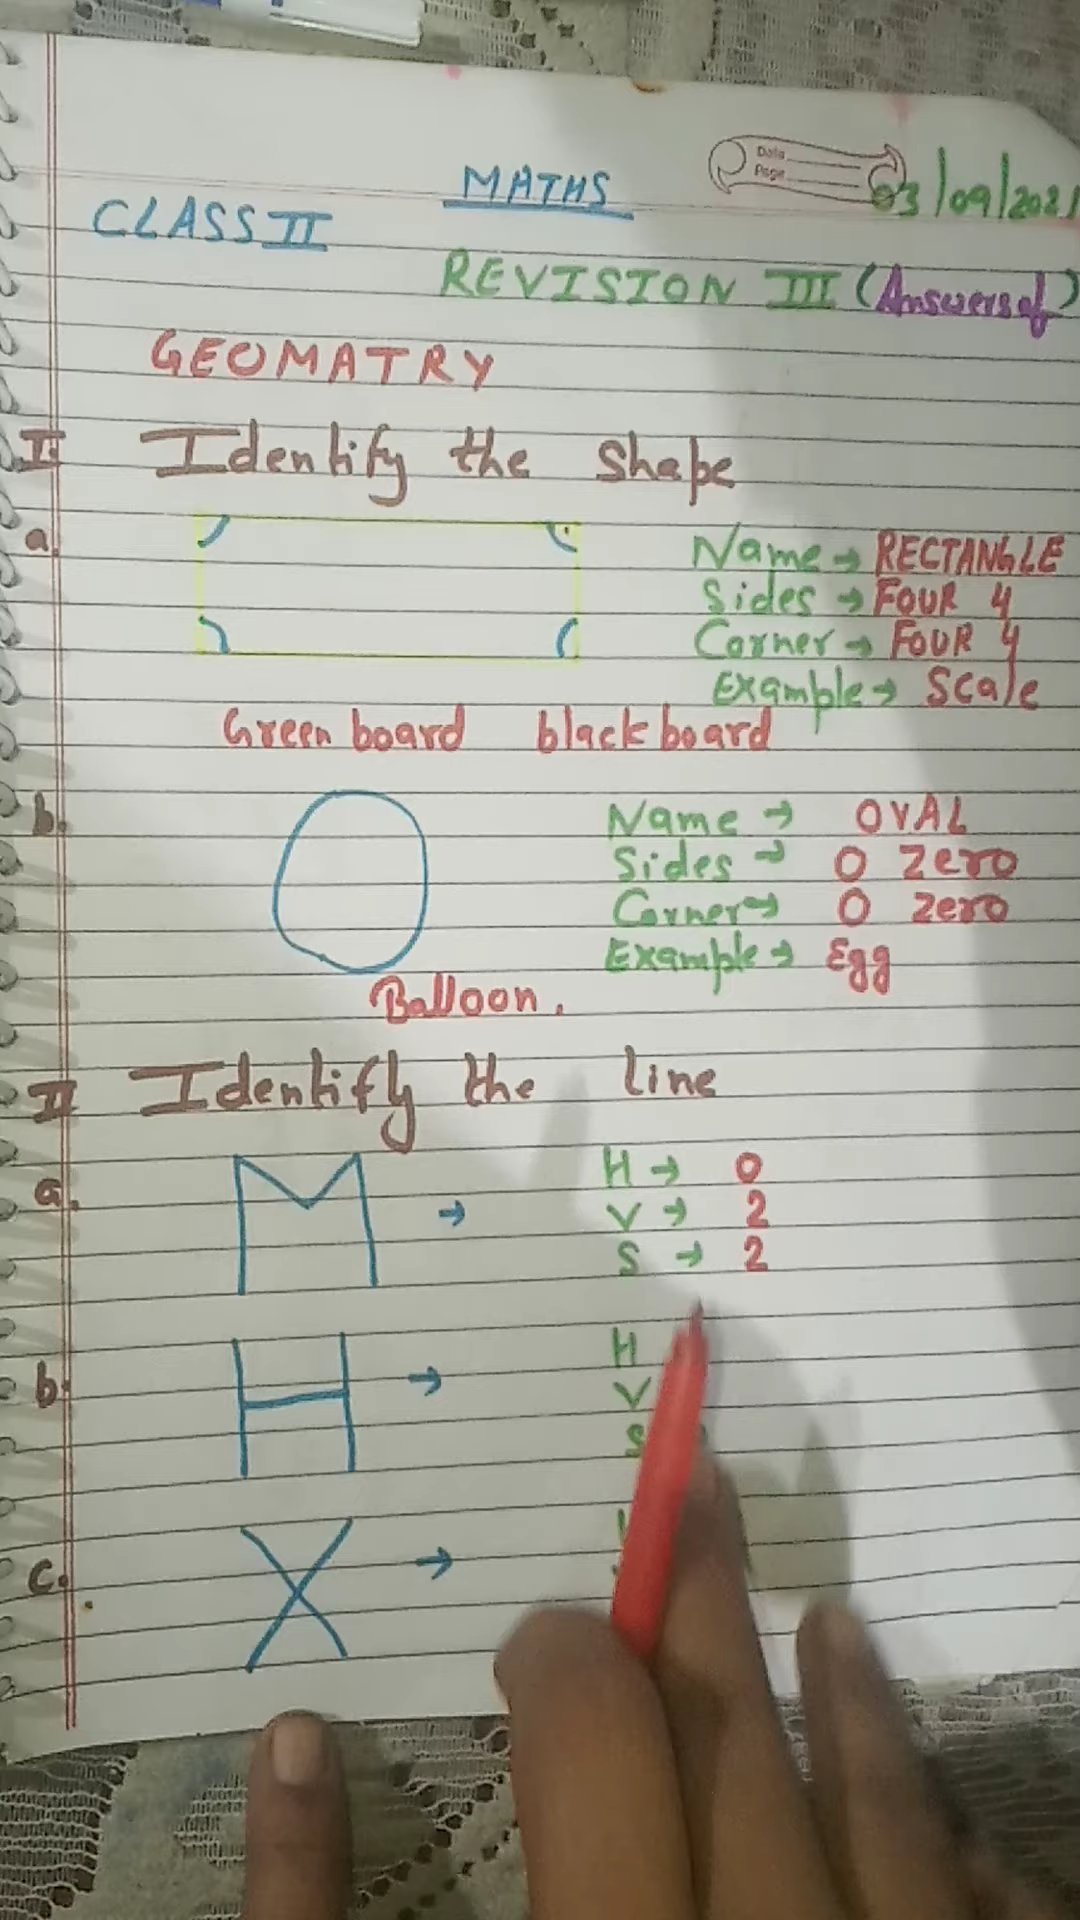 MATHS
Data
Page
03/09/2021
CLASS II
REVISION III (Answers of)
GEOMATRY
I Identify the Shape
a. Name → RECTANGLE
Sides → FOUR 4
Corner → FOUR 4
Example → Scale
Green board black board
b. Name → OVAL
Sides → 0 Zero
Corner → 0 Zero
Example → Egg
Balloon.
II Identifly the line
a. M → H → 0
V → 2
S → 2
b. H → H
V
S
c. X →